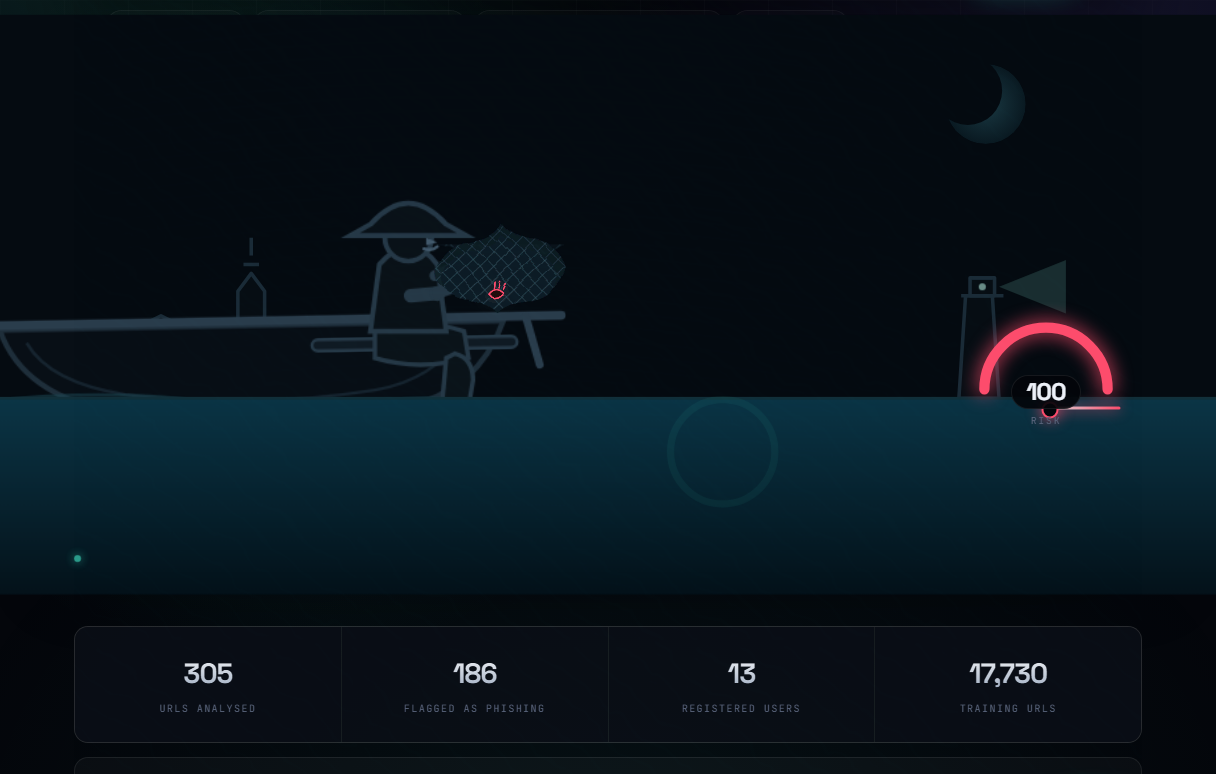 100
RISK
305
186
13
17,730
URLS ANALYSED
FLAGGED AS PHISHING
REGISTERED USERS
TRAINING URLS